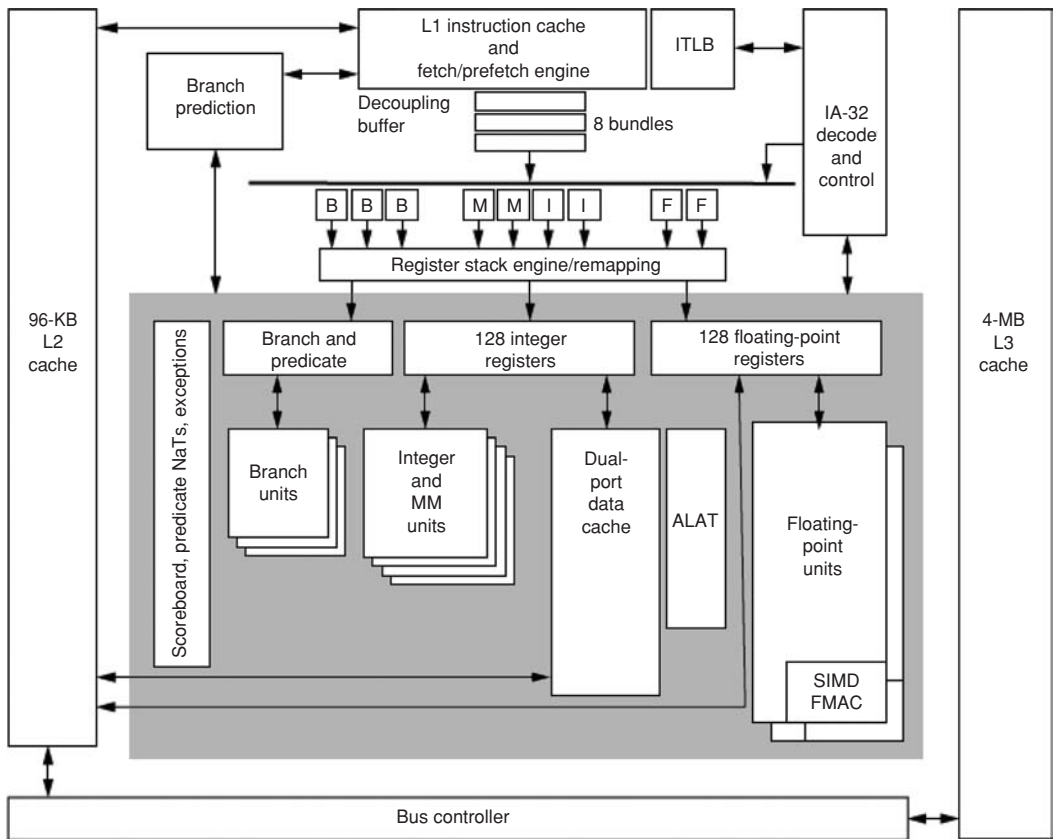 L1 instruction cache
and
fetch/prefetch engine
ITLB
Branch
prediction
Decoupling
buffer
8 bundles
IA-32
decode
and
control
B B B M M I I F F
Register stack engine/remapping
96-KB
L2
cache
4-MB
L3
cache
Scoreboard, predicate NaTs, exceptions
Branch and
predicate
128 integer
registers
128 floating-point
registers
Branch
units
Integer
and
MM
units
Dual-
port
data
cache
ALAT
Floating-
point
units
SIMD
FMAC
Bus controller